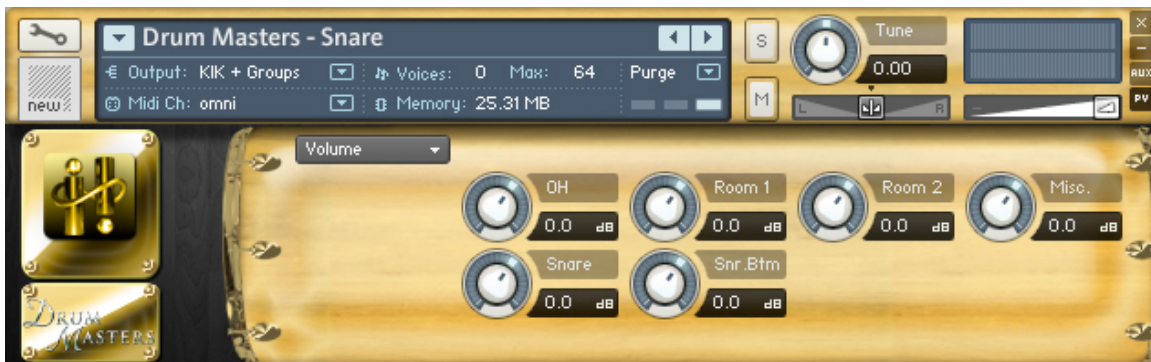 Drum Masters - Snare
Output: KIK + Groups
Voices: 0 Max: 64
Purge
Midi Ch: omni
Memory: 25.31 MB
new
S
M
Tune
0.00
L R
×
-
AUX
PV
Volume
OH
0.0 dB
Room 1
0.0 dB
Room 2
0.0 dB
Misc.
0.0 dB
Snare
0.0 dB
Snr.Btm
0.0 dB
DRUM
MASTERS